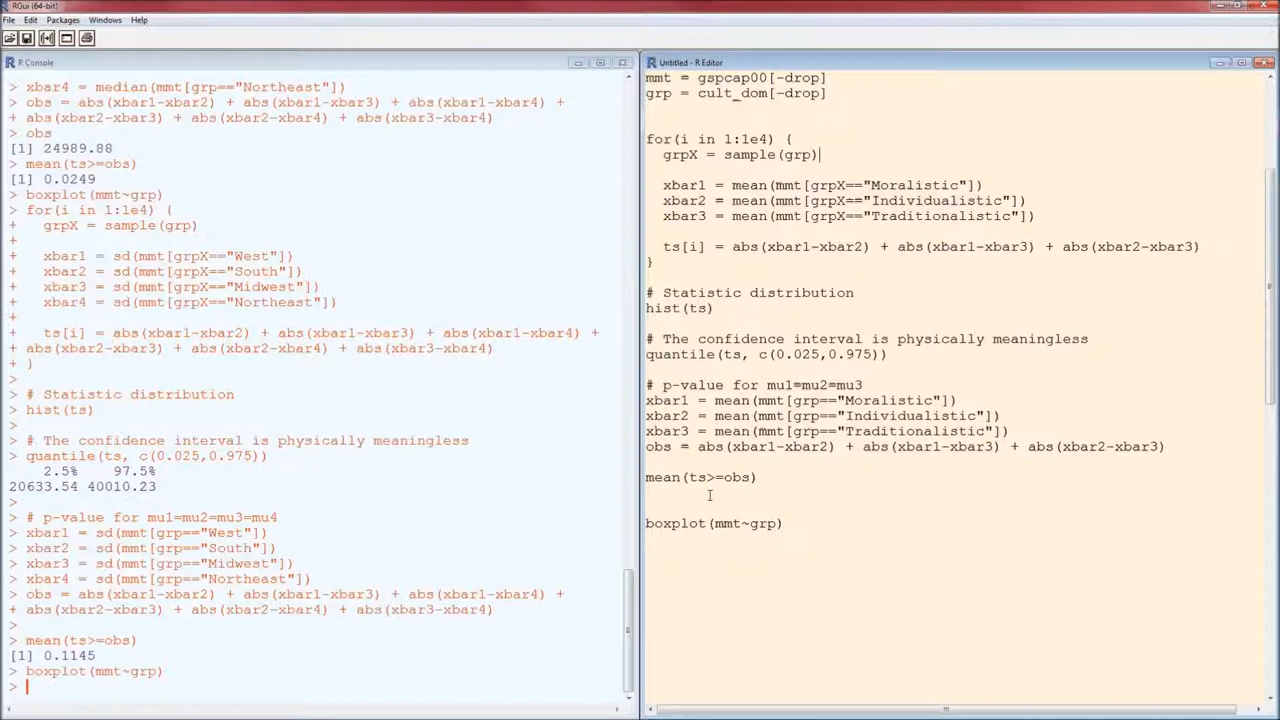 RGui (64-bit)
File Edit Packages Windows Help
R Console
> xbar4 = median(mmt[grp=="Northeast"])
> obs = abs(xbar1-xbar2) + abs(xbar1-xbar3) + abs(xbar1-xbar4) +
+ abs(xbar2-xbar3) + abs(xbar2-xbar4) + abs(xbar3-xbar4)
> obs
[1] 24989.88
> mean(ts>=obs)
[1] 0.0249
> boxplot(mmt~grp)
> for(i in 1:1e4) {
+   grpX = sample(grp)
+
+   xbar1 = sd(mmt[grpX=="West"])
+   xbar2 = sd(mmt[grpX=="South"])
+   xbar3 = sd(mmt[grpX=="Midwest"])
+   xbar4 = sd(mmt[grpX=="Northeast"])
+
+   ts[i] = abs(xbar1-xbar2) + abs(xbar1-xbar3) + abs(xbar1-xbar4) +
+ abs(xbar2-xbar3) + abs(xbar2-xbar4) + abs(xbar3-xbar4)
+ }
>
> # Statistic distribution
> hist(ts)
>
> # The confidence interval is physically meaningless
> quantile(ts, c(0.025,0.975))
2.5% 97.5%
20633.54 40010.23
>
> # p-value for mu1=mu2=mu3=mu4
> xbar1 = sd(mmt[grp=="West"])
> xbar2 = sd(mmt[grp=="South"])
> xbar3 = sd(mmt[grp=="Midwest"])
> xbar4 = sd(mmt[grp=="Northeast"])
> obs = abs(xbar1-xbar2) + abs(xbar1-xbar3) + abs(xbar1-xbar4) +
+ abs(xbar2-xbar3) + abs(xbar2-xbar4) + abs(xbar3-xbar4)
>
> mean(ts>=obs)
[1] 0.1145
> boxplot(mmt~grp)
>
Untitled - R Editor
mmt = gspcap00[-drop]
grp = cult_dom[-drop]
for(i in 1:1e4) {
grpX = sample(grp)
xbar1 = mean(mmt[grpX=="Moralistic"])
xbar2 = mean(mmt[grpX=="Individualistic"])
xbar3 = mean(mmt[grpX=="Traditionalistic"])
ts[i] = abs(xbar1-xbar2) + abs(xbar1-xbar3) + abs(xbar2-xbar3)
}
# Statistic distribution
hist(ts)
# The confidence interval is physically meaningless
quantile(ts, c(0.025,0.975))
# p-value for mu1=mu2=mu3
xbar1 = mean(mmt[grp=="Moralistic"])
xbar2 = mean(mmt[grp=="Individualistic"])
xbar3 = mean(mmt[grp=="Traditionalistic"])
obs = abs(xbar1-xbar2) + abs(xbar1-xbar3) + abs(xbar2-xbar3)
mean(ts>=obs)
boxplot(mmt~grp)